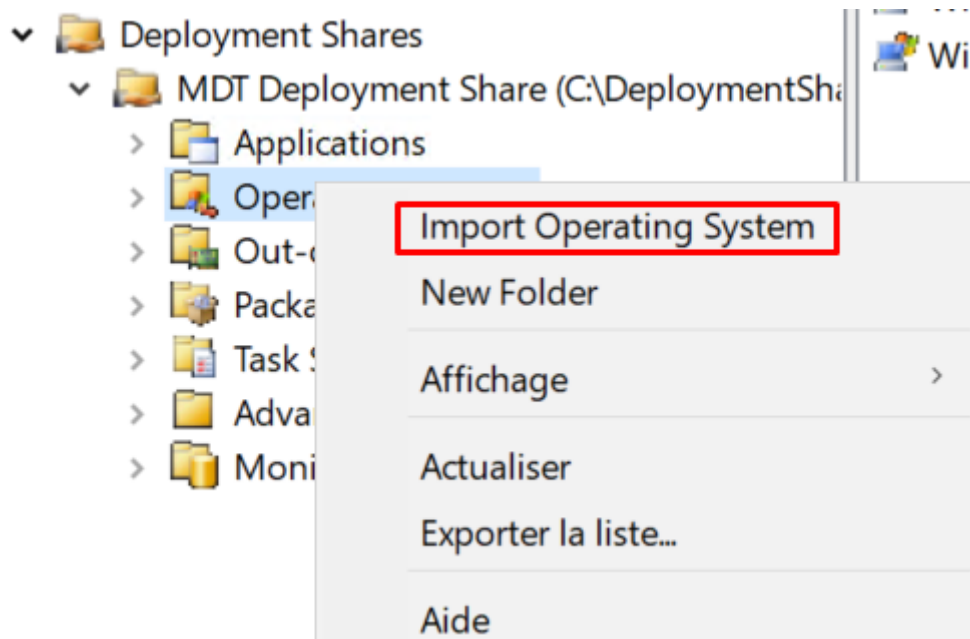 Deployment Shares
MDT Deployment Share (C:\DeploymentSha
Applications
Oper
Out-
Packa
Task
Adva
Moni
Wi
Import Operating System
New Folder
Affichage
Actualiser
Exporter la liste...
Aide